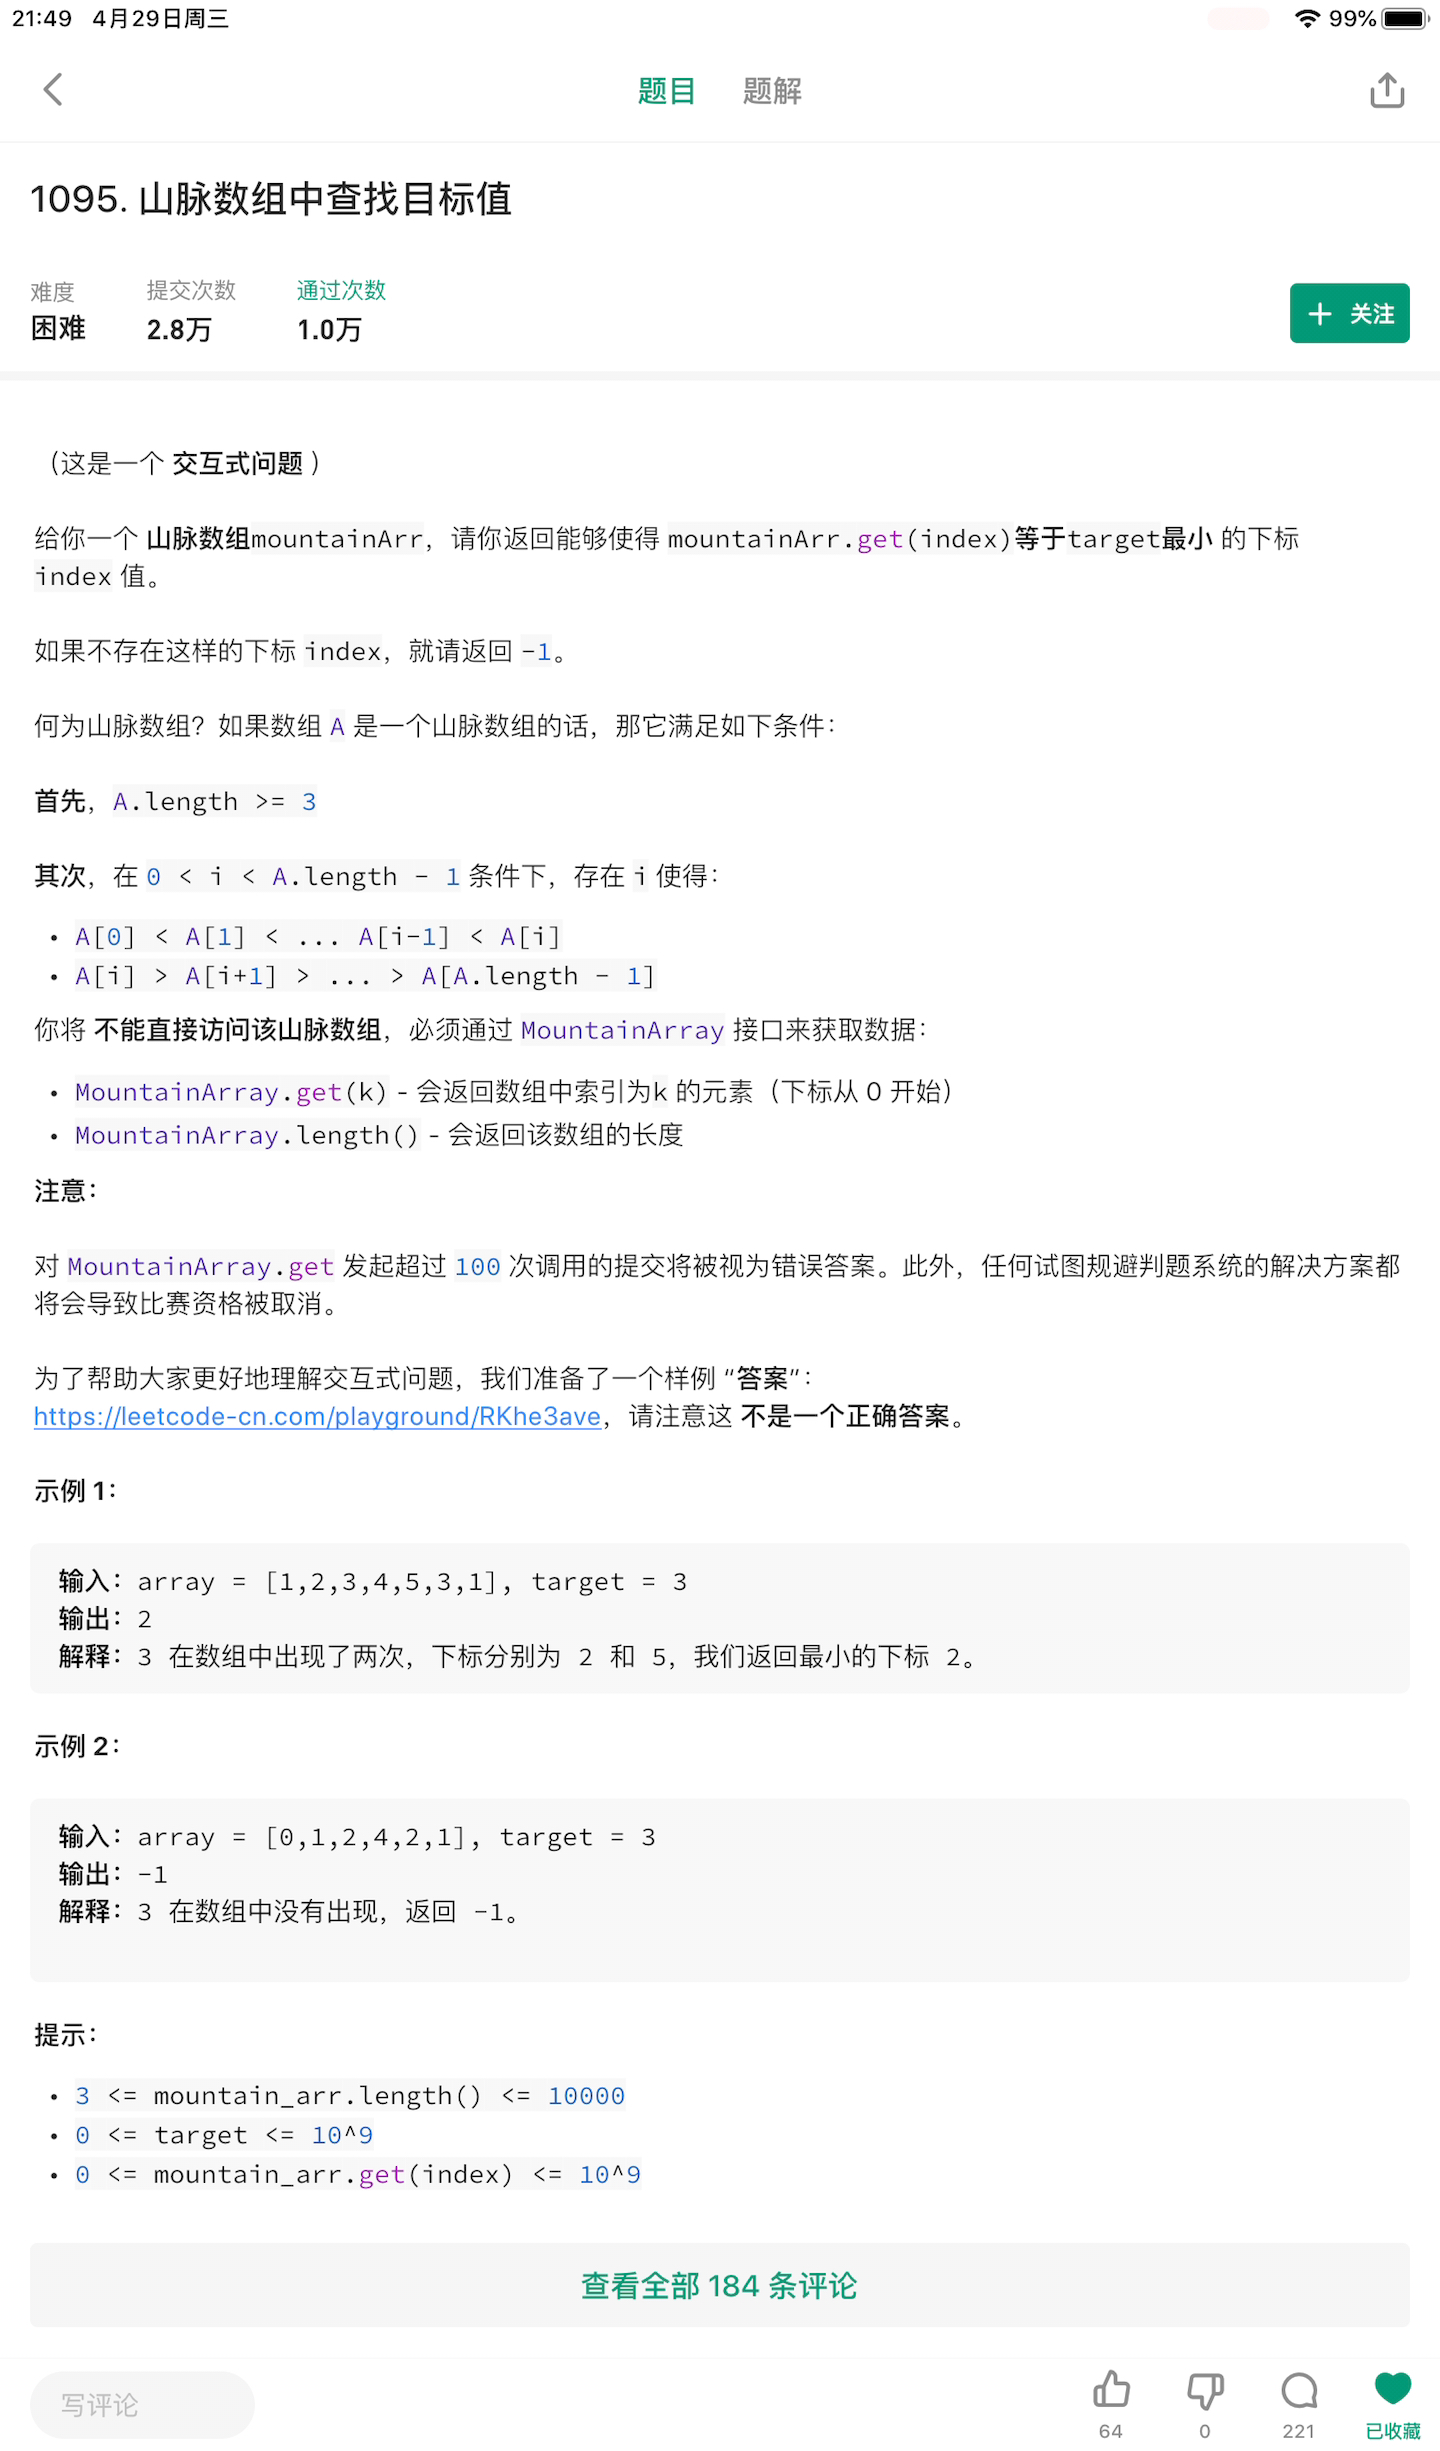 21:49 4月29日周三 99%
题目 题解
1095. 山脉数组中查找目标值
难度 提交次数 通过次数
困难 2.8万 1.0万
+ 关注
（这是一个 交互式问题 ）
给你一个 山脉数组mountainArr，请你返回能够使得 mountainArr.get(index)等于target最小 的下标
index 值。
如果不存在这样的下标 index，就请返回 -1。
何为山脉数组？如果数组 A 是一个山脉数组的话，那它满足如下条件：
首先，A.length >= 3
其次，在 0 < i < A.length - 1 条件下，存在 i 使得：
• A[0] < A[1] < ... A[i-1] < A[i]
• A[i] > A[i+1] > ... > A[A.length - 1]
你将 不能直接访问该山脉数组，必须通过 MountainArray 接口来获取数据：
• MountainArray.get(k) - 会返回数组中索引为k 的元素（下标从 0 开始）
• MountainArray.length() - 会返回该数组的长度
注意：
对 MountainArray.get 发起超过 100 次调用的提交将被视为错误答案。此外，任何试图规避判题系统的解决方案都
将会导致比赛资格被取消。
为了帮助大家更好地理解交互式问题，我们准备了一个样例 “答案”：
https://leetcode-cn.com/playground/RKhe3ave，请注意这 不是一个正确答案。
示例 1：
输入：array = [1,2,3,4,5,3,1], target = 3
输出：2
解释：3 在数组中出现了两次，下标分别为 2 和 5，我们返回最小的下标 2。
示例 2：
输入：array = [0,1,2,4,2,1], target = 3
输出：-1
解释：3 在数组中没有出现，返回 -1。
提示：
• 3 <= mountain_arr.length() <= 10000
• 0 <= target <= 10^9
• 0 <= mountain_arr.get(index) <= 10^9
查看全部 184 条评论
写评论
64 0 221 已收藏